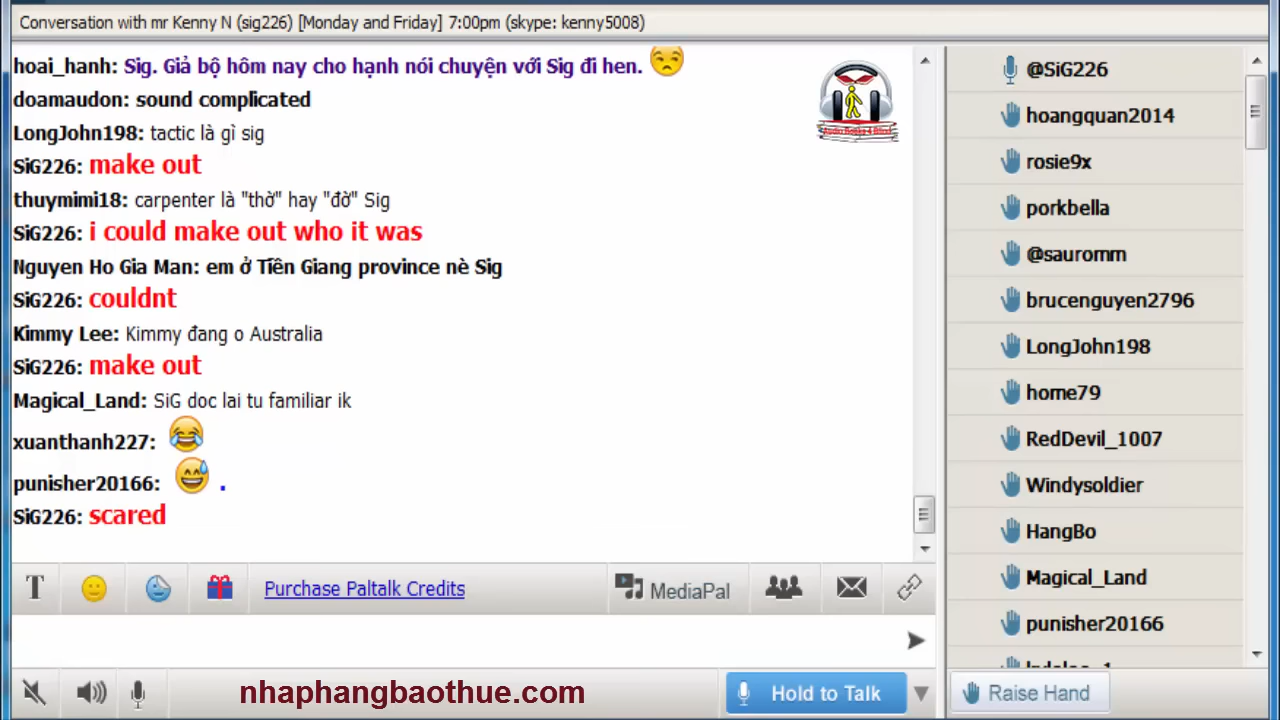 Conversation with mr Kenny N (sig226) [Monday and Friday] 7:00pm (skype: kenny5008)
hoai_hanh: Sig. Giả bộ hôm nay cho hạnh nói chuyện với Sig đi hen.
doamaudon: sound complicated
LongJohn198: tactic là gì sig
SiG226: make out
thuymimi18: carpenter là "thờ" hay "đờ" Sig
SiG226: i could make out who it was
Nguyen Ho Gia Man: em ở Tiền Giang province nè Sig
SiG226: couldnt
Kimmy Lee: Kimmy đang o Australia
SiG226: make out
Magical_Land: SiG doc lai tu familiar ik
xuanthanh227:
punisher20166: .
SiG226: scared
T
Purchase Paltalk Credits
MediaPal
nhaphangbaothue.com
Hold to Talk
@SiG226
hoangquan2014
rosie9x
porkbella
@sauromm
brucenguyen2796
LongJohn198
home79
RedDevil_1007
Windysoldier
HangBo
Magical_Land
punisher20166
Raise Hand